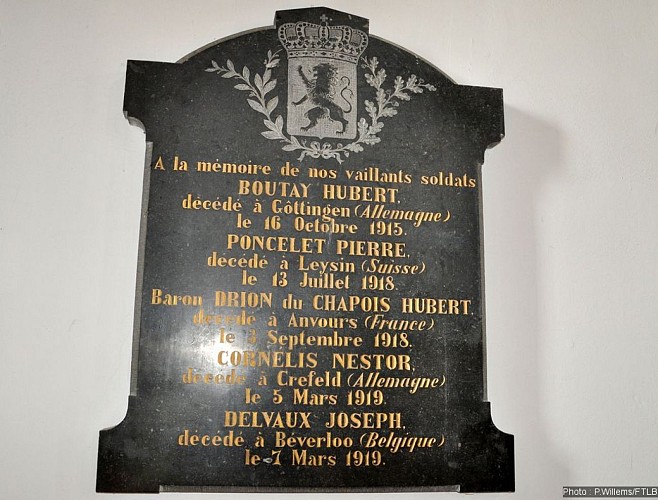 A la mémoire de nos vaillants soldats
BOUTAY HUBERT,
décédé à Göttingen (Allemagne)
le 16 Octobre 1915.
PONCELET PIERRE,
décédé à Leysin (Suisse)
le 13 Juillet 1918.
Baron DRION du CHAPOIS HUBERT,
décédé à Anvours (France)
le 3 Septembre 1918.
CORNÉLIS NESTOR,
décédé à Crefeld (Allemagne)
le 5 Mars 1919.
DELVAUX JOSEPH,
décédé à Béverloo (Belgique)
le 7 Mars 1919.
Photo : P.Willems/FTLB